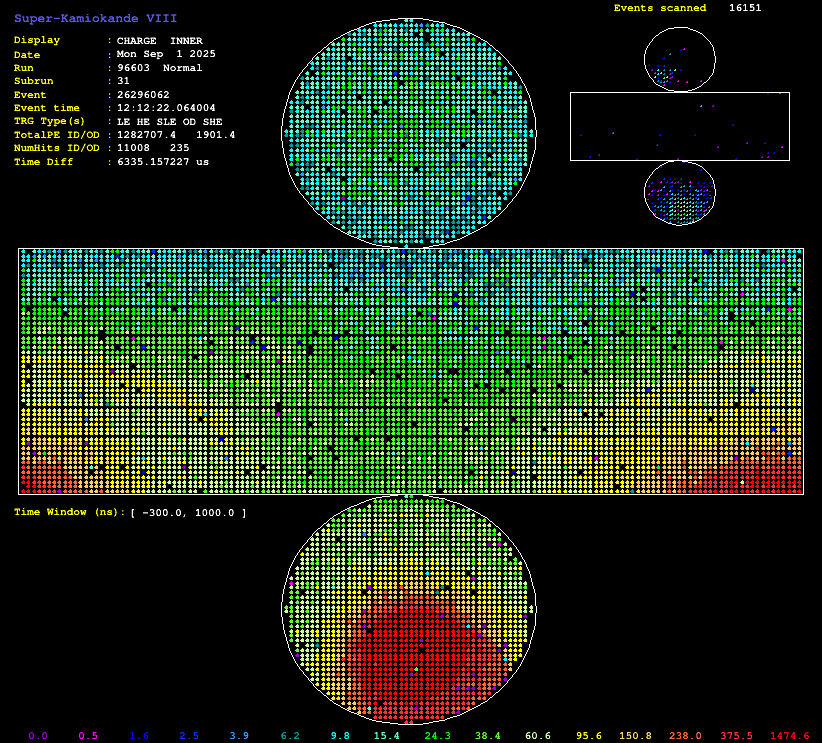 Super-Kamiokande VIII
Events scanned 16151
Display : CHARGE INNER
Date : Mon Sep 1 2025
Run : 96603 Normal
Subrun : 31
Event : 26296062
Event time : 12:12:22.064004
TRG Type(s) : LE HE SLE OD SHE
TotalPE ID/OD : 1282707.4 1901.4
NumHits ID/OD : 11008 235
Time Diff : 6335.157227 us
Time Window (ns): [ -300.0, 1000.0 ]
0.0 0.5 1.6 2.5 3.9 6.2 9.8 15.4 24.3 38.4 60.6 95.6 150.8 238.0 375.5 1474.6